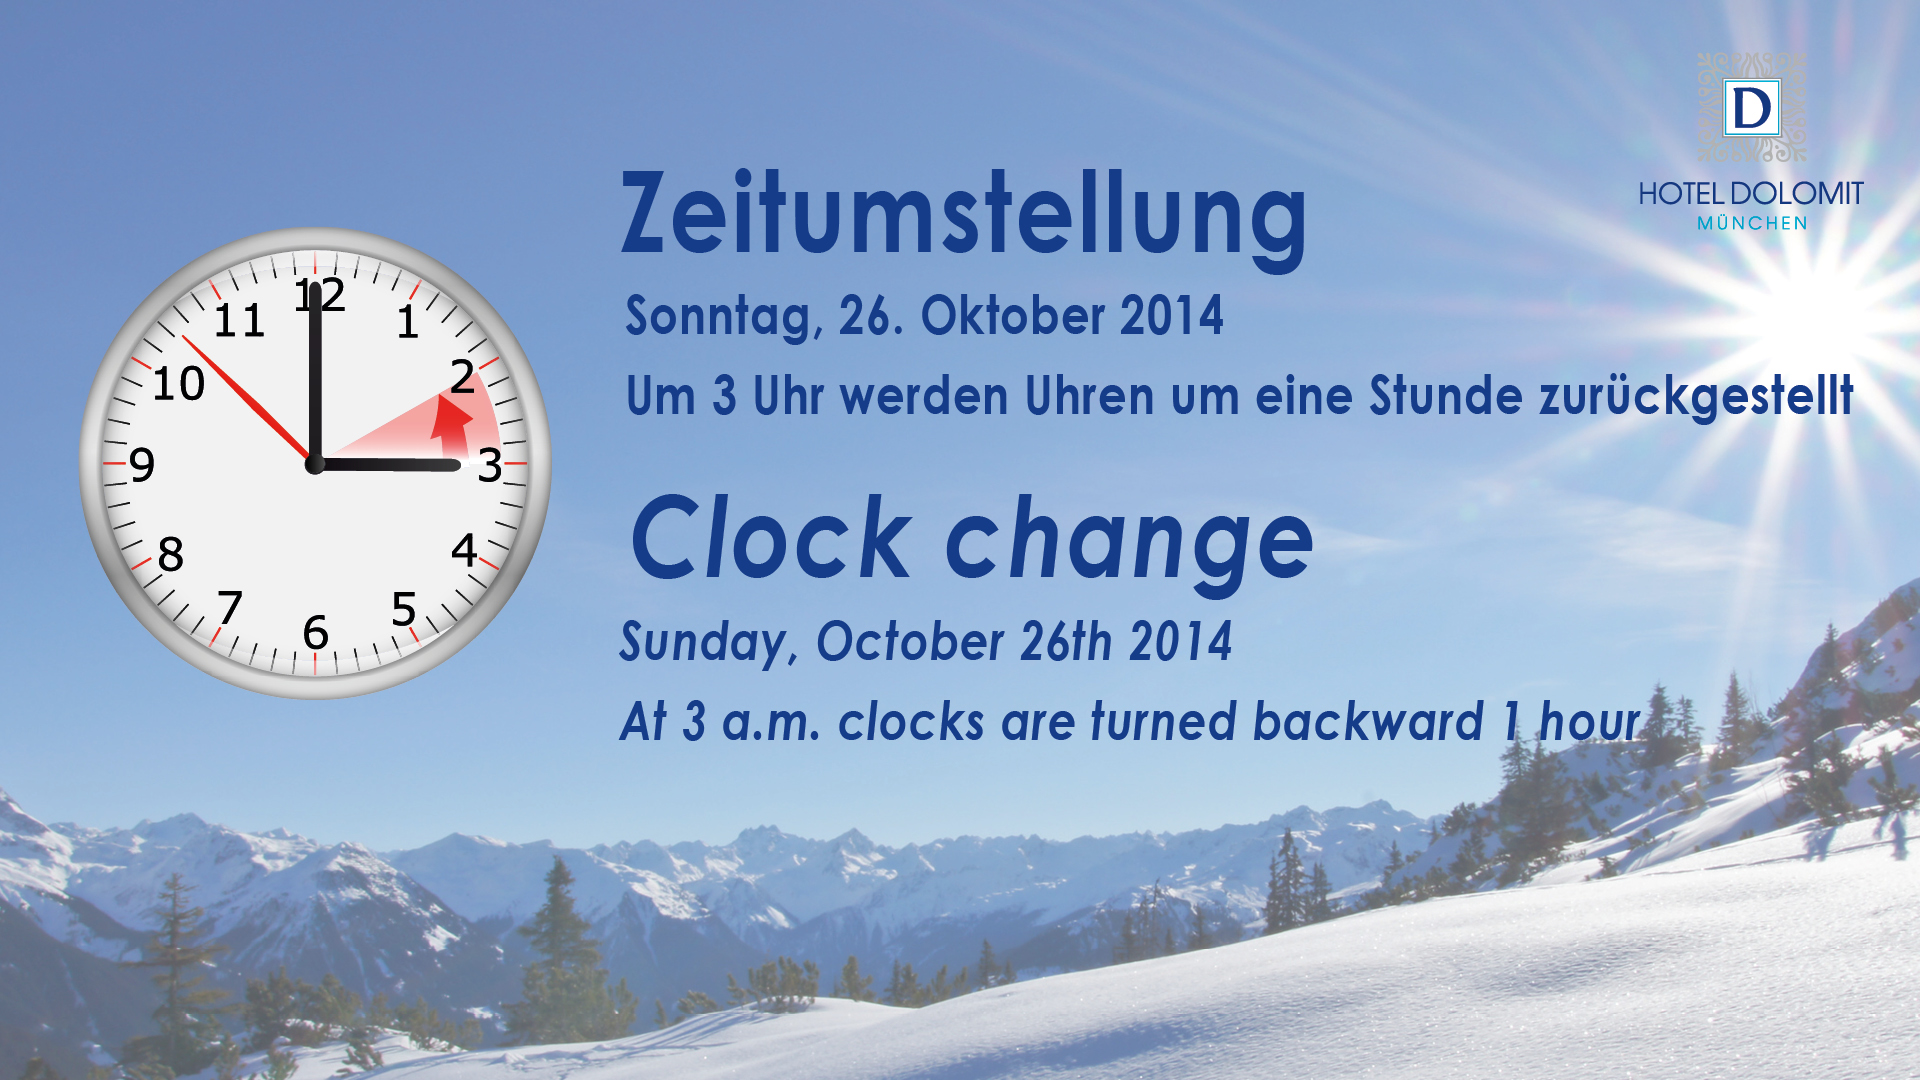 D
HOTEL DOLOMIT
MÜNCHEN
Zeitumstellung
Sonntag, 26. Oktober 2014
Um 3 Uhr werden Uhren um eine Stunde zurückgestellt
Clock change
Sunday, October 26th 2014
At 3 a.m. clocks are turned backward 1 hour
12
1
2
3
4
5
6
7
8
9
10
11